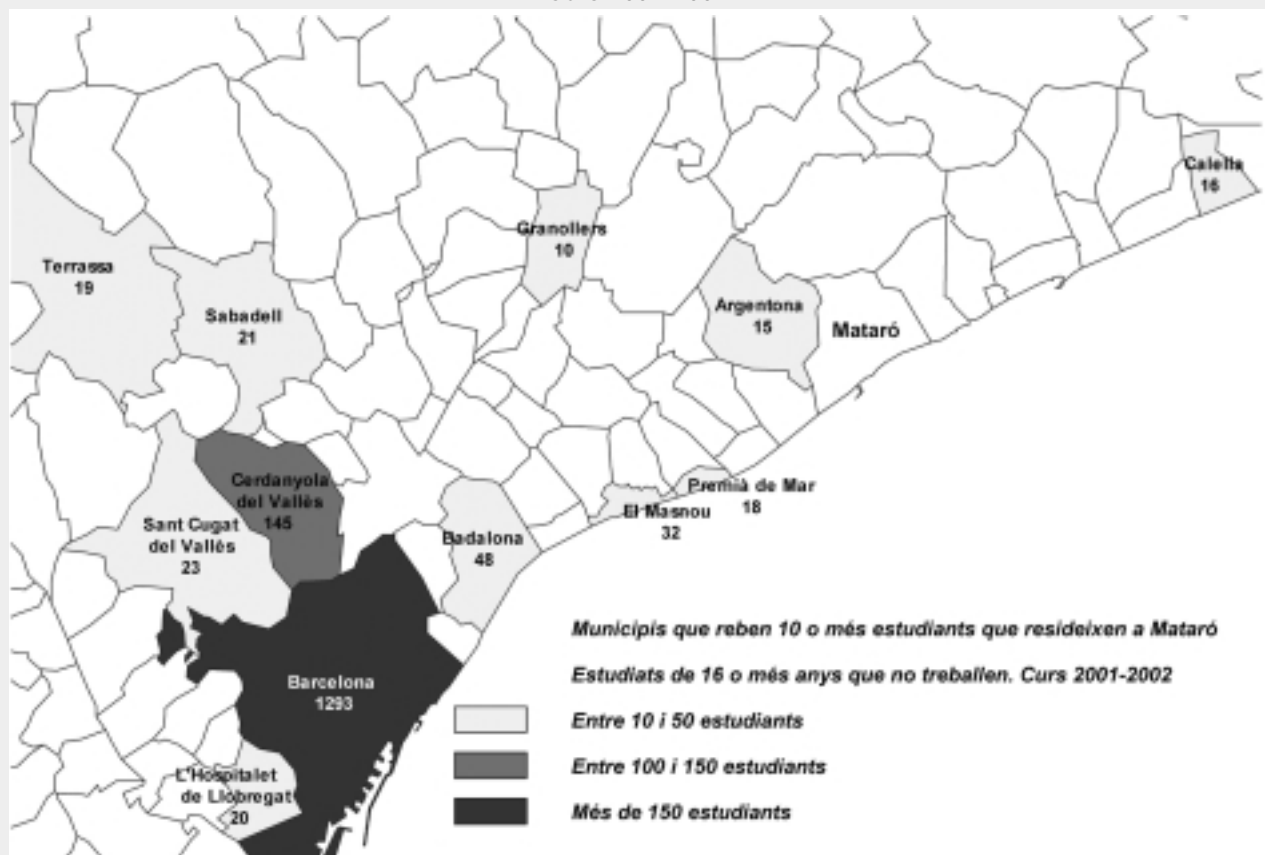 Calella
16
Granollers
10
Terrassa
19
Argentona
15
Sabadell
21
Mataró
Cerdanyola
del Vallès
145
Premià de Mar
18
El Masnou
32
Sant Cugat
del Vallès
23
Badalona
48
Municipis que reben 10 o més estudiants que resideixen a Mataró
Estudiats de 16 o més anys que no treballen. Curs 2001-2002
Barcelona
1293
Entre 10 i 50 estudiants
Entre 100 i 150 estudiants
L'Hospitalet
de Llobregat
20
Més de 150 estudiants